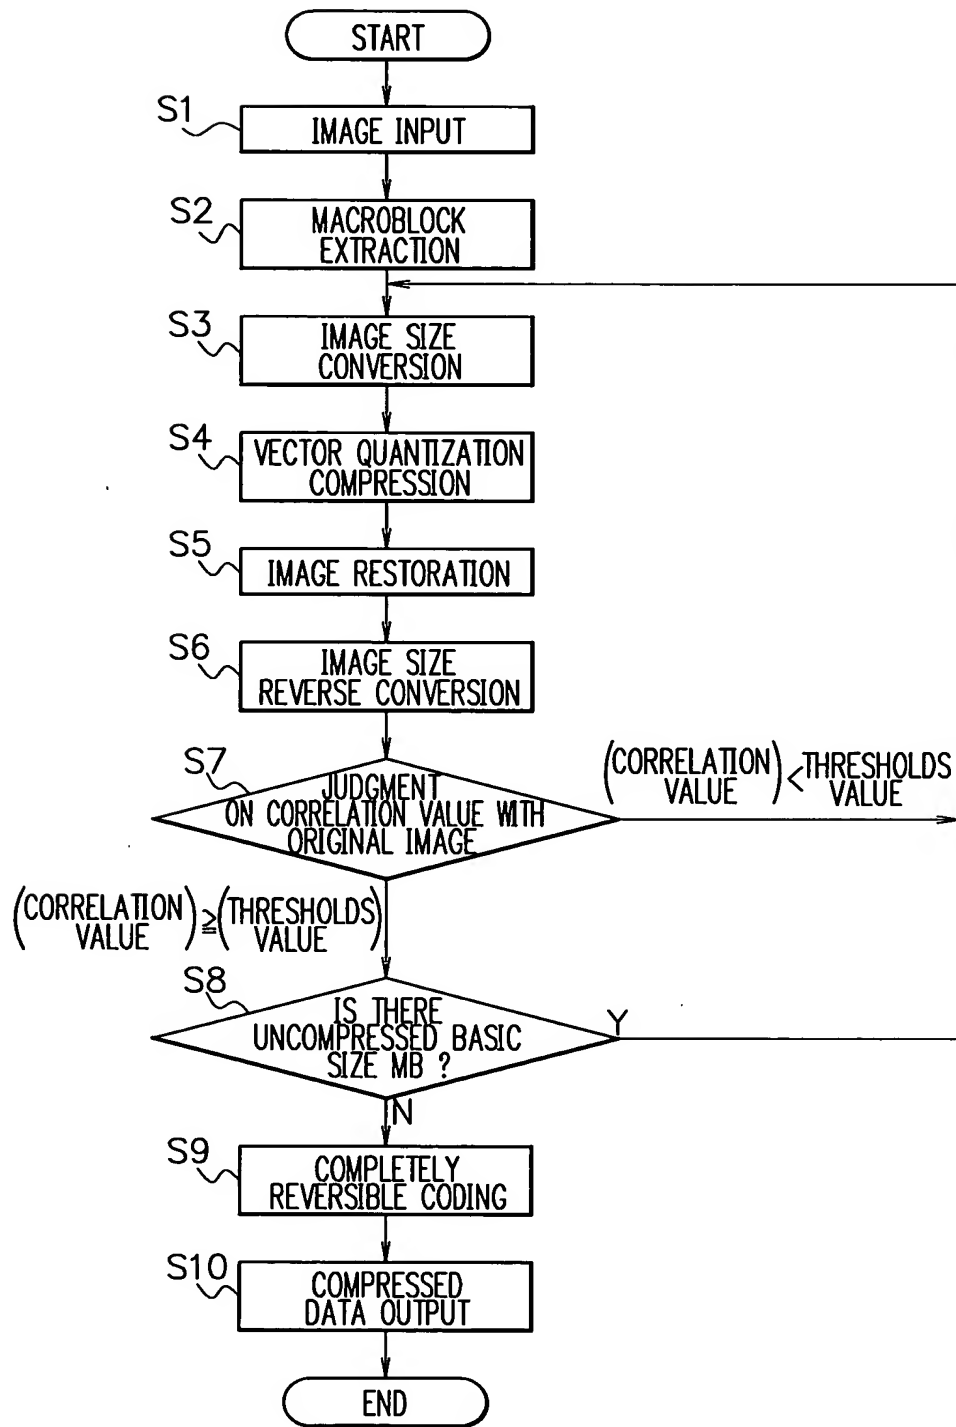 START
S1
IMAGE INPUT
S2
MACROBLOCK
EXTRACTION
S3
IMAGE SIZE
CONVERSION
S4
VECTOR QUANTIZATION
COMPRESSION
S5
IMAGE RESTORATION
S6
IMAGE SIZE
REVERSE CONVERSION
S7
JUDGMENT
ON CORRELATION VALUE WITH
ORIGINAL IMAGE
(CORRELATION VALUE) < THRESHOLDS VALUE
(CORRELATION VALUE) ≧ (THRESHOLDS VALUE)
S8
IS THERE
UNCOMPRESSED BASIC
SIZE MB ?
Y
N
S9
COMPLETELY
REVERSIBLE CODING
S10
COMPRESSED
DATA OUTPUT
END